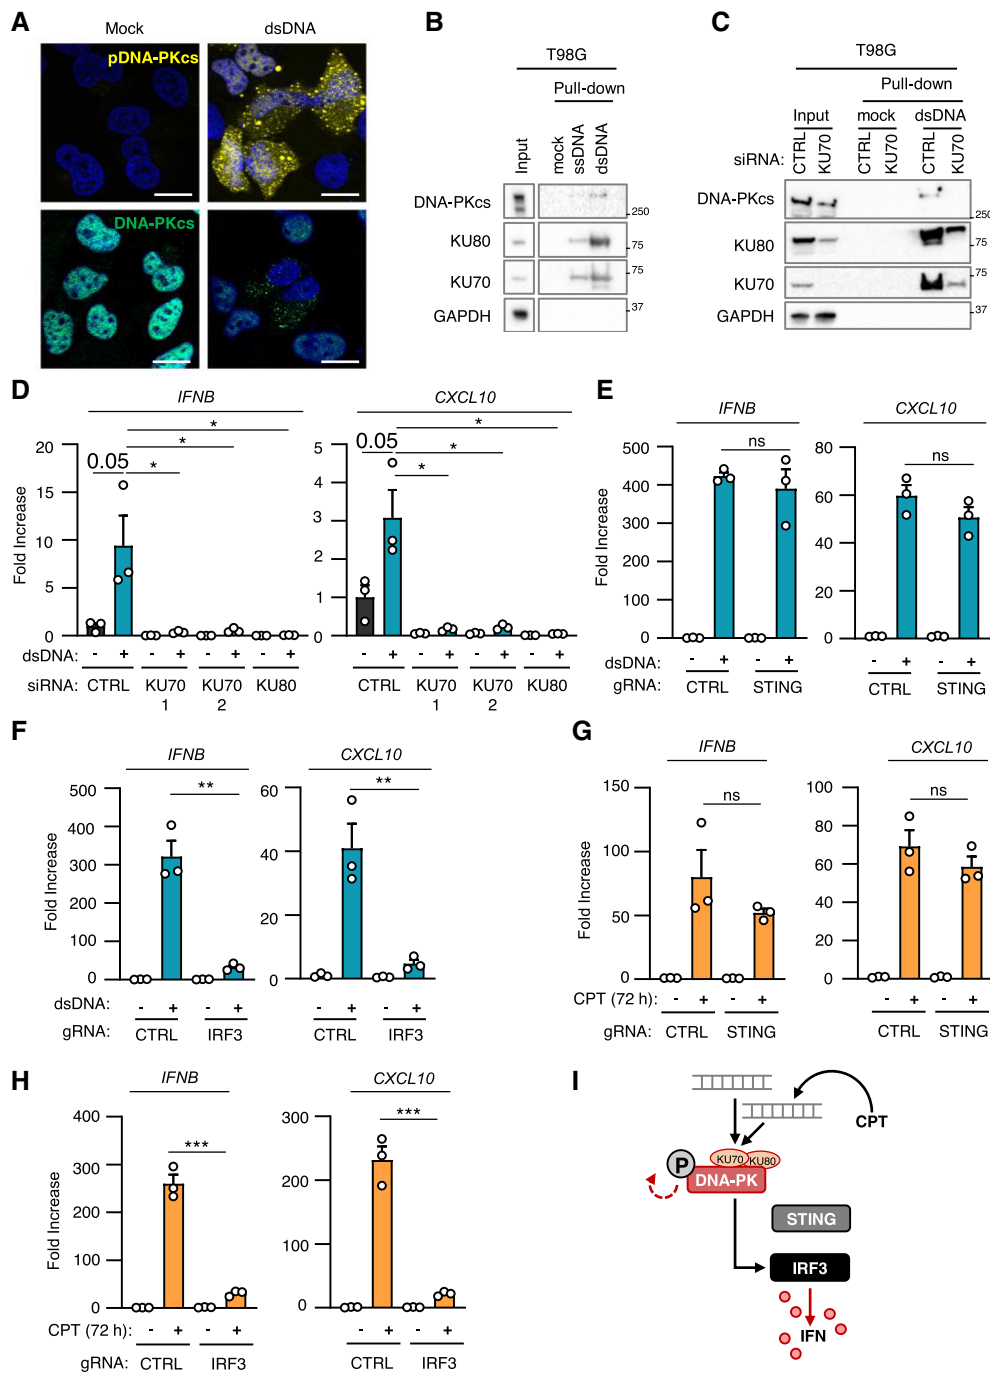 A
Mock
dsDNA
pDNA-PKcs
DNA-PKcs
B
T98G
Pull-down
Input
mock
ssDNA
dsDNA
DNA-PKcs
250
KU80
75
KU70
75
GAPDH
37
C
T98G
Pull-down
Input
mock
dsDNA
siRNA: CTRL KU70 CTRL KU70 CTRL KU70
DNA-PKcs
250
KU80
75
KU70
75
GAPDH
37
D
IFNB
Fold Increase
20
15
10
5
0
0.05
*
*
*
dsDNA: - + - + - + - +
siRNA: CTRL KU70 KU70 KU80
1 2
CXCL10
5
4
3
2
1
0
0.05
*
*
*
- + - + - + - +
CTRL KU70 KU70 KU80
1 2
E
IFNB
Fold Increase
500
400
300
200
100
0
ns
dsDNA: - + - +
gRNA: CTRL STING
CXCL10
80
60
40
20
0
ns
- + - +
CTRL STING
F
IFNB
Fold Increase
500
400
300
200
100
0
**
dsDNA: - + - +
gRNA: CTRL IRF3
CXCL10
60
40
20
0
**
- + - +
CTRL IRF3
G
IFNB
Fold Increase
150
100
50
0
ns
CPT (72 h): - + - +
gRNA: CTRL STING
CXCL10
100
80
60
40
20
0
ns
- + - +
CTRL STING
H
IFNB
Fold Increase
400
300
200
100
0
***
CPT (72 h): - + - +
gRNA: CTRL IRF3
CXCL10
300
200
100
0
***
- + - +
CTRL IRF3
I
CPT
P
KU70
KU80
DNA-PK
STING
IRF3
IFN